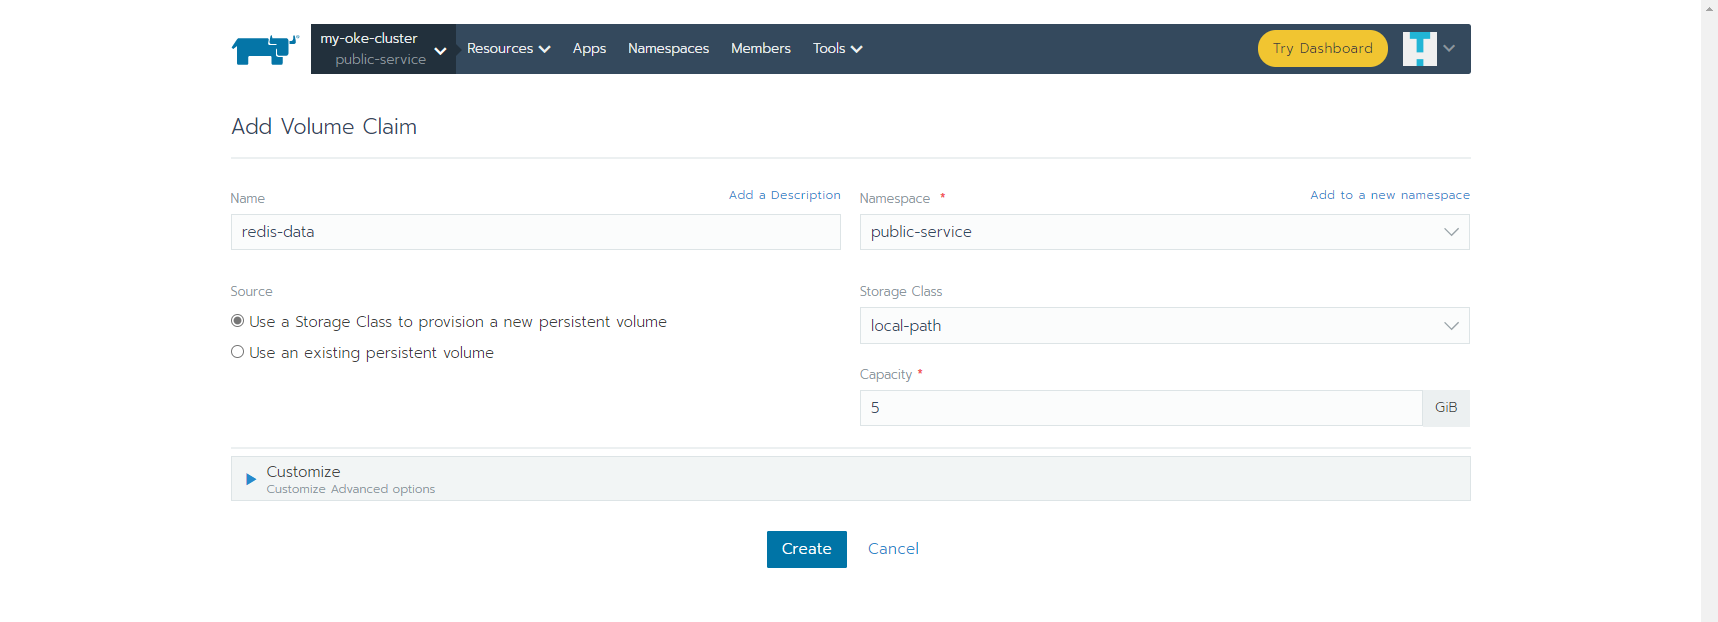 my-oke-cluster
public-service
Resources
Apps
Namespaces
Members
Tools
Try Dashboard
Add Volume Claim
Name
Add a Description
redis-data
Namespace *
Add to a new namespace
public-service
Source
Use a Storage Class to provision a new persistent volume
Use an existing persistent volume
Storage Class
local-path
Capacity *
5
GiB
Customize
Customize Advanced options
Create
Cancel